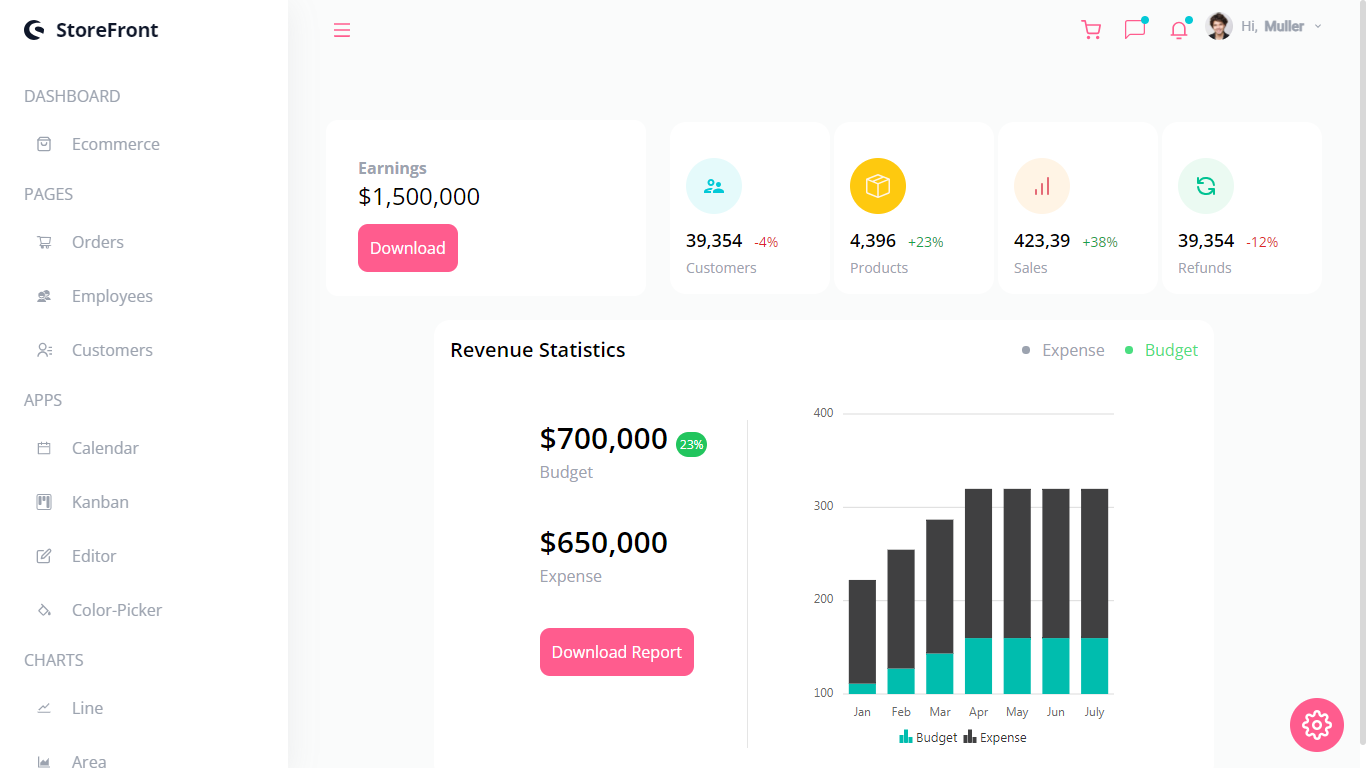 StoreFront
Hi, Muller
DASHBOARD
Ecommerce
PAGES
Orders
Employees
Customers
APPS
Calendar
Kanban
Editor
Color-Picker
CHARTS
Line
Area
Earnings
$1,500,000
Download
39,354 -4%
Customers
4,396 +23%
Products
423,39 +38%
Sales
39,354 -12%
Refunds
Revenue Statistics
Expense Budget
$700,000 23%
Budget
$650,000
Expense
Download Report
400
300
200
100
Jan Feb Mar Apr May Jun July
Budget Expense